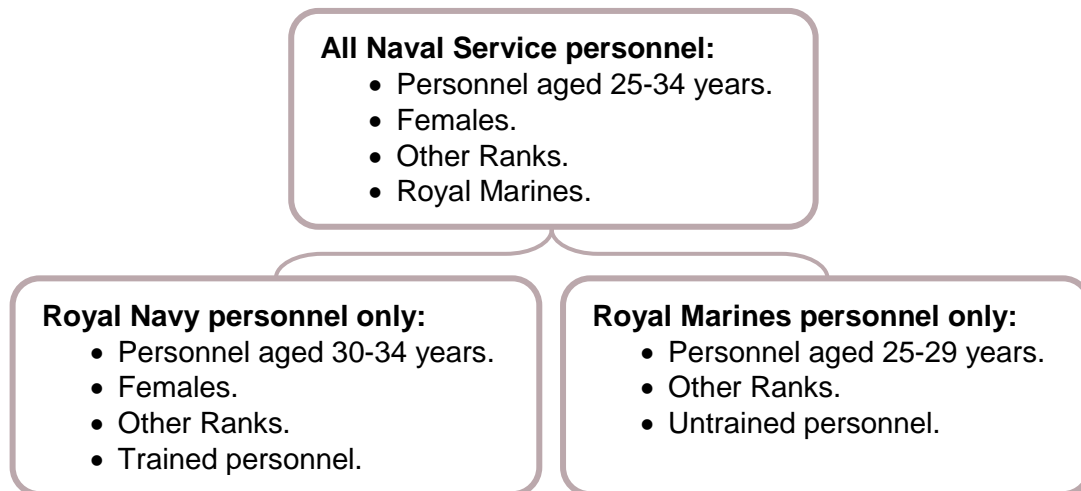 All Naval Service personnel:
• Personnel aged 25-34 years.
• Females.
• Other Ranks.
• Royal Marines.
Royal Navy personnel only:
• Personnel aged 30-34 years.
• Females.
• Other Ranks.
• Trained personnel.
Royal Marines personnel only:
• Personnel aged 25-29 years.
• Other Ranks.
• Untrained personnel.